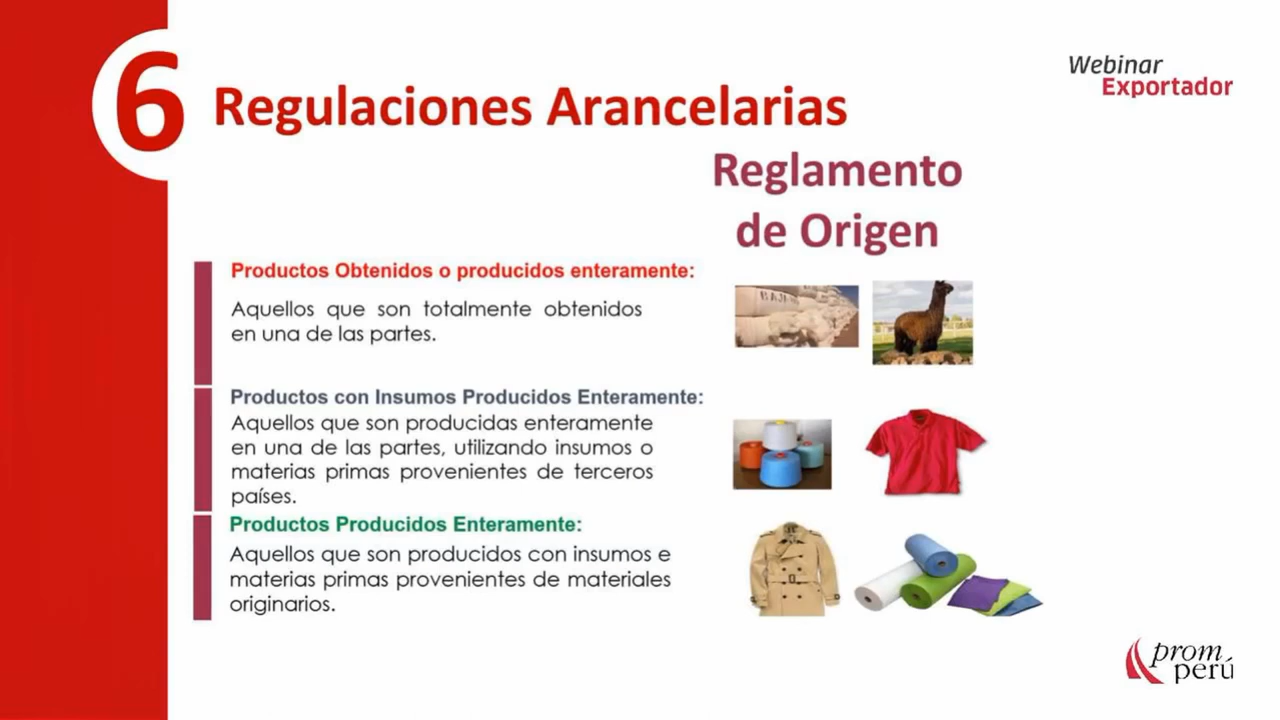 6
Regulaciones Arancelarias
Webinar
Exportador
Reglamento
de Origen
Productos Obtenidos o producidos enteramente:
Aquellos que son totalmente obtenidos
en una de las partes.
Productos con Insumos Producidos Enteramente:
Aquellos que son producidas enteramente
en una de las partes, utilizando insumos o
materias primas provenientes de terceros
países.
Productos Producidos Enteramente:
Aquellos que son producidos con insumos e
materias primas provenientes de materiales
originarios.
prom
perú